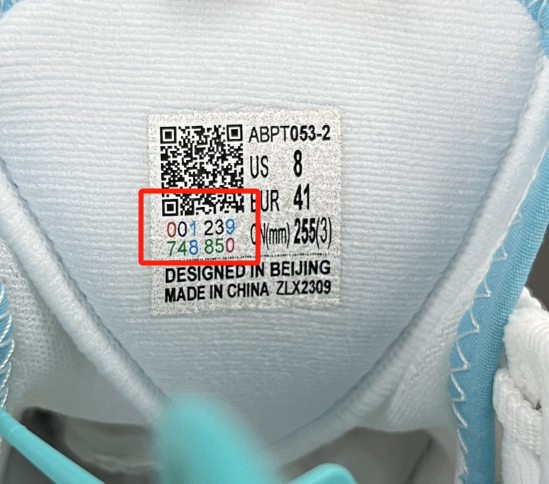 ABPT053-2
US 8
EUR 41
001 239
CN(mm) 255(3)
748 850
DESIGNED IN BEIJING
MADE IN CHINA ZLX2309